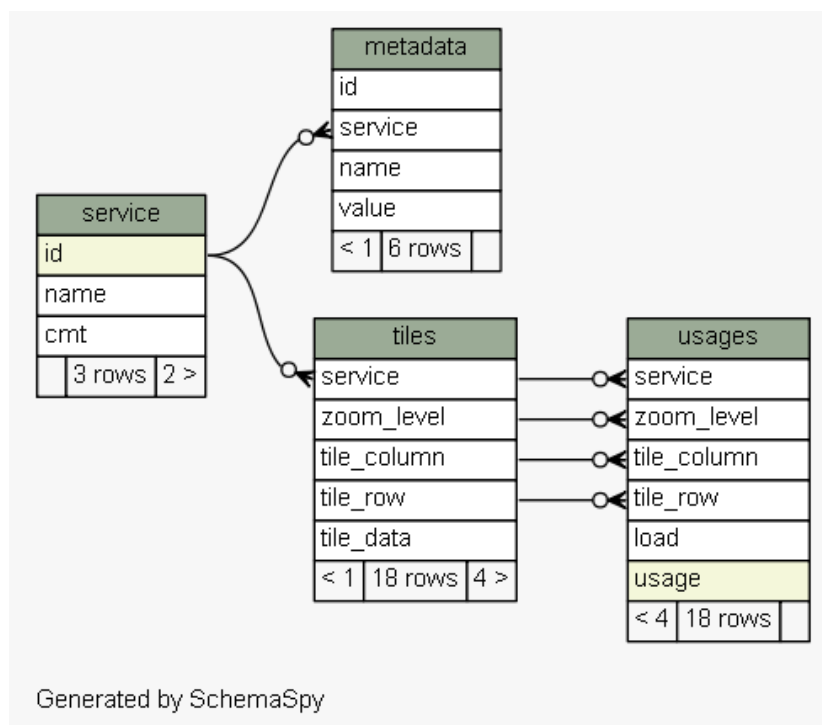 metadata
id
service
name
value
< 1 6 rows
service
id
name
cmt
3 rows 2 >
tiles
service
zoom_level
tile_column
tile_row
tile_data
< 1 18 rows 4 >
usages
service
zoom_level
tile_column
tile_row
load
usage
< 4 18 rows
Generated by SchemaSpy